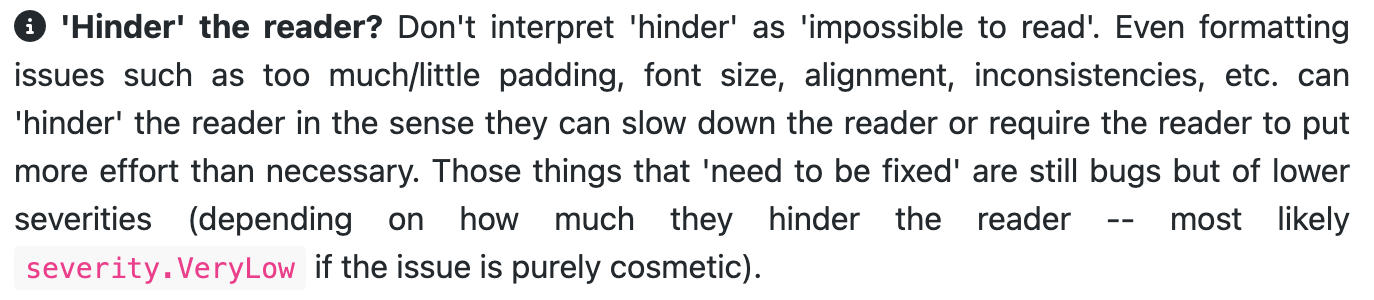 'Hinder' the reader? Don't interpret 'hinder' as 'impossible to read'. Even formatting
issues such as too much/little padding, font size, alignment, inconsistencies, etc. can
'hinder' the reader in the sense they can slow down the reader or require the reader to put
more effort than necessary. Those things that 'need to be fixed' are still bugs but of lower
severities (depending on how much they hinder the reader -- most likely
severity.VeryLow if the issue is purely cosmetic).